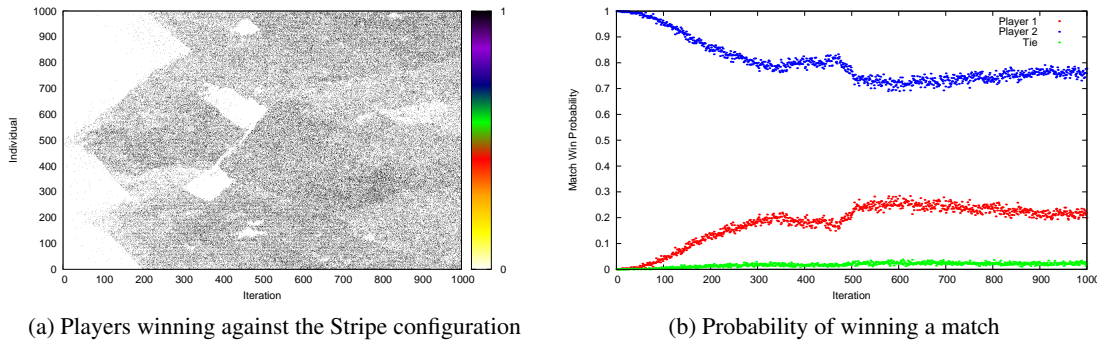 1000
900
800
700
600
500
400
300
200
100
0
Individual
0 100 200 300 400 500 600 700 800 900 1000
Iteration
1
0
(a) Players winning against the Stripe configuration
1
0.9
0.8
0.7
0.6
0.5
0.4
0.3
0.2
0.1
0
Match Win Probability
Player 1
Player 2
Tie
0 100 200 300 400 500 600 700 800 900 1000
Iteration
(b) Probability of winning a match